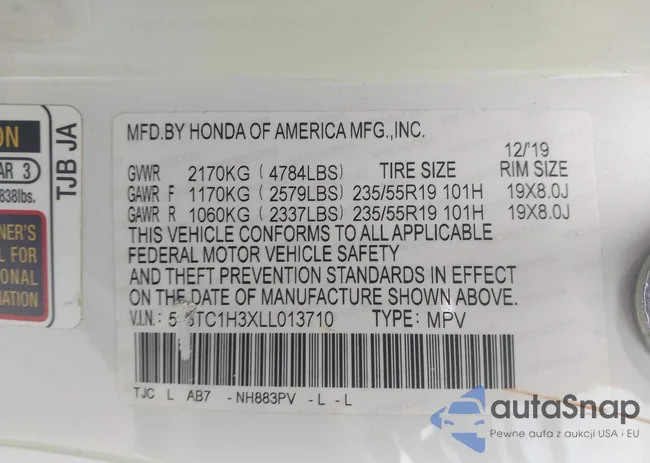 ON
AR 3
838lbs.
NER'S
L FOR
ONAL
ATION
TJB JA
MFD.BY HONDA OF AMERICA MFG.,INC.
12/'19
GVWR 2170KG ( 4784LBS) TIRE SIZE RIM SIZE
GAWR F 1170KG ( 2579LBS) 235/55R19 101H 19X8.0J
GAWR R 1060KG ( 2337LBS) 235/55R19 101H 19X8.0J
THIS VEHICLE CONFORMS TO ALL APPLICABLE
FEDERAL MOTOR VEHICLE SAFETY
AND THEFT PREVENTION STANDARDS IN EFFECT
ON THE DATE OF MANUFACTURE SHOWN ABOVE.
V.I.N.: TYPE: MPV
TJC L AB7 -NH883PV -L -L
autaSnap
Pewne auta z aukcji USA i EU